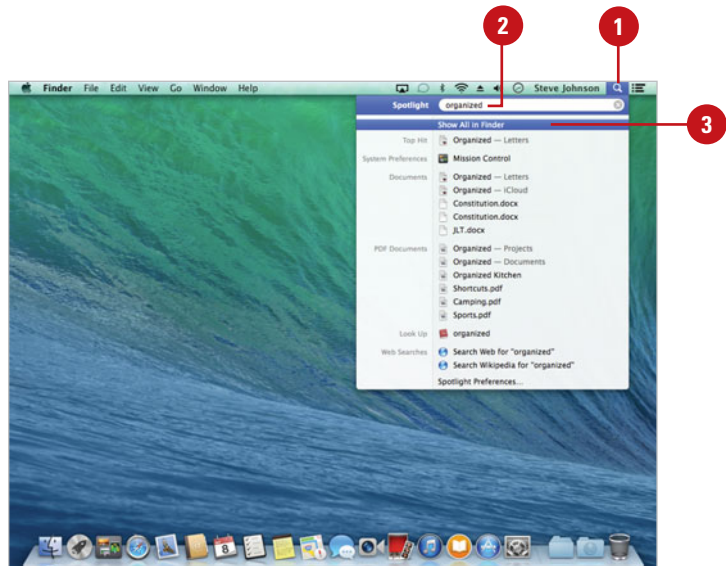 2
1
Finder File Edit View Go Window Help
Steve Johnson
Spotlight organized
Show All in Finder
3
Top Hit Organized — Letters
System Preferences Mission Control
Documents Organized — Letters
Organized — iCloud
Constitution.docx
Constitution.docx
JLT.docx
PDF Documents Organized — Projects
Organized — Documents
Organized Kitchen
Shortcuts.pdf
Camping.pdf
Sports.pdf
Look Up organized
Web Searches Search Web for "organized"
Search Wikipedia for "organized"
Spotlight Preferences...
8